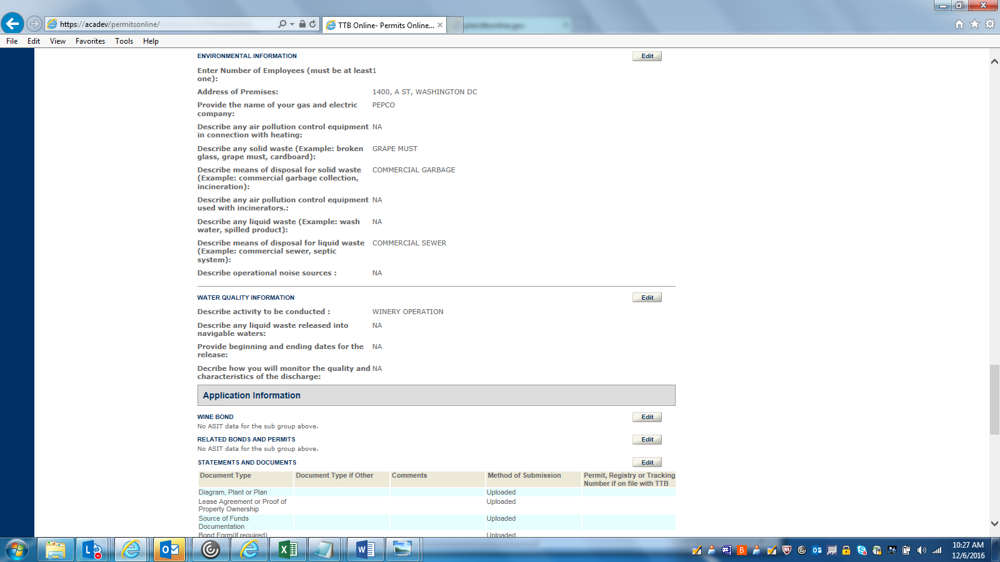 https://acadev/permitsonline/
TTB Online- Permits Online...
File Edit View Favorites Tools Help
ENVIRONMENTAL INFORMATION
Edit
Enter Number of Employees (must be at least 1
one):
Address of Premises: 1400, A ST, WASHINGTON DC
Provide the name of your gas and electric PEPCO
company:
Describe any air pollution control equipment NA
in connection with heating:
Describe any solid waste (Example: broken GRAPE MUST
glass, grape must, cardboard):
Describe means of disposal for solid waste COMMERCIAL GARBAGE
(Example: commercial garbage collection,
incineration):
Describe any air pollution control equipment NA
used with incinerators.:
Describe any liquid waste (Example: wash NA
water, spilled product):
Describe means of disposal for liquid waste COMMERCIAL SEWER
(Example: commercial sewer, septic
system):
Describe operational noise sources : NA
WATER QUALITY INFORMATION
Edit
Describe activity to be conducted : WINERY OPERATION
Describe any liquid waste released into NA
navigable waters:
Provide beginning and ending dates for the NA
release:
Decribe how you will monitor the quality and NA
characteristics of the discharge:
Application Information
WINE BOND
Edit
No ASIT data for the sub group above.
RELATED BONDS AND PERMITS
Edit
No ASIT data for the sub group above.
STATEMENTS AND DOCUMENTS
Edit
Document Type Document Type if Other Comments Method of Submission Permit, Registry or Tracking
Number if on file with TTB
Diagram, Plant or Plan Uploaded
Lease Agreement or Proof of Uploaded
Property Ownership
Source of Funds Uploaded
Documentation
Bond Form(if required) Uploaded
10:27 AM
12/6/2016